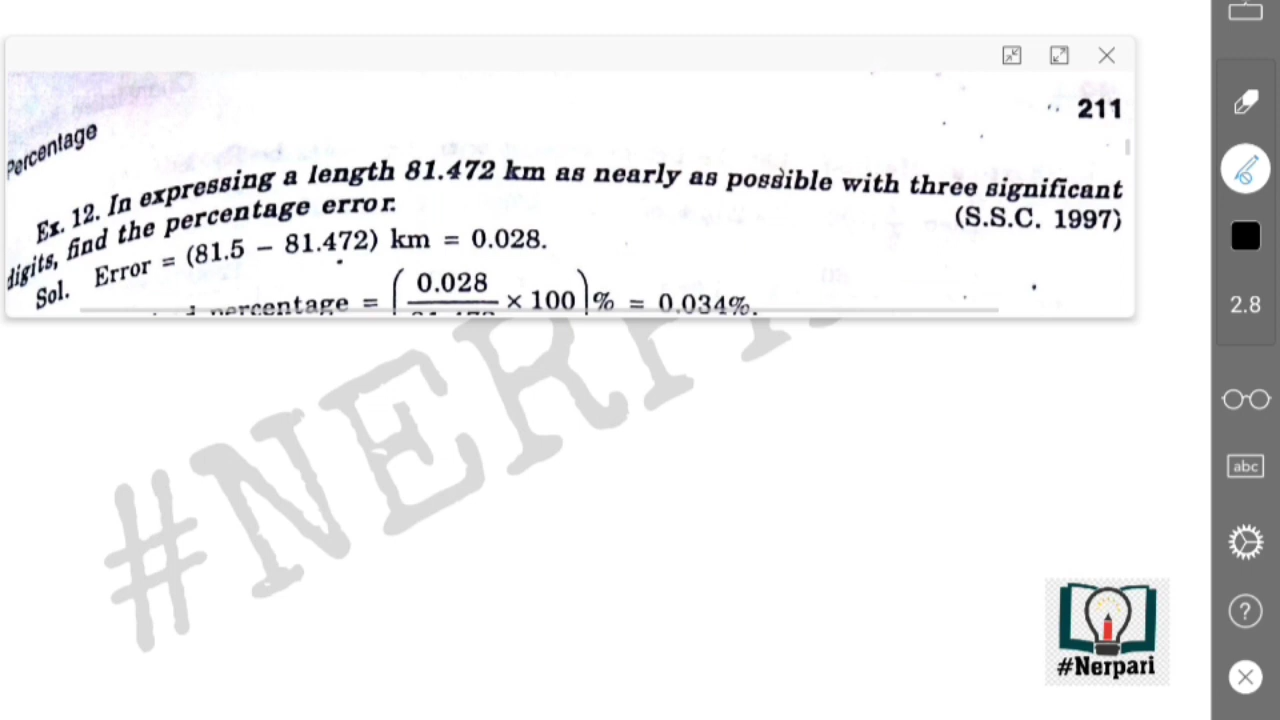 211
Percentage
Ex. 12. In expressing a length 81.472 km as nearly as possible with three significant
digits, find the percentage error.
(S.S.C. 1997)
Sol. Error = (81.5 – 81.472) km = 0.028.
percentage = ( 0.028 × 100 ) % = 0.034%.
2.8
abc
?
#Nerpari